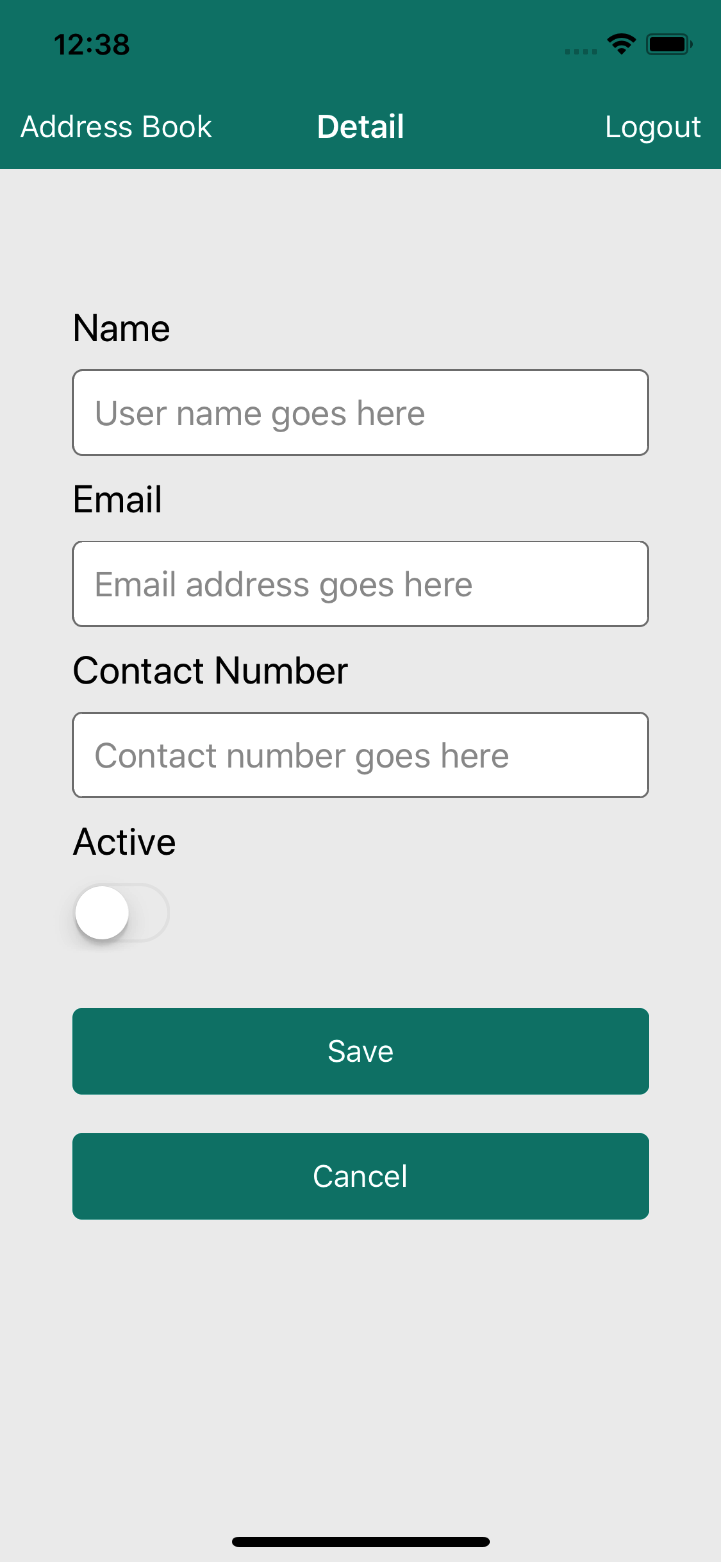 12:38
Address Book Detail Logout
Name
User name goes here
Email
Email address goes here
Contact Number
Contact number goes here
Active
Save
Cancel